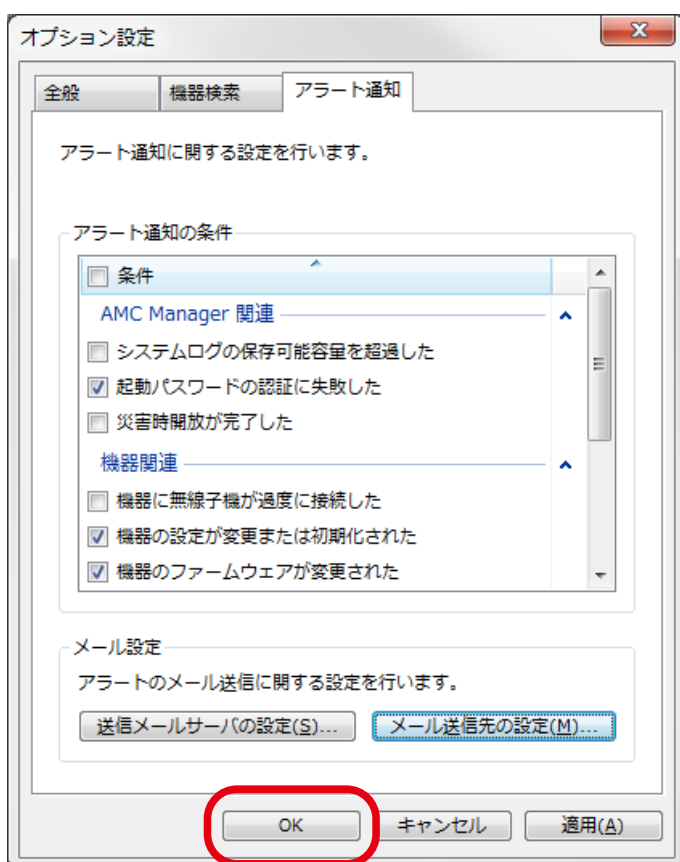 オプション設定
全般
機器検索
アラート通知
アラート通知に関する設定を行います。
アラート通知の条件
条件
AMC Manager 関連
システムログの保存可能容量を超過した
起動パスワードの認証に失敗した
災害時開放が完了した
機器関連
機器に無線子機が過度に接続した
機器の設定が変更または初期化された
機器のファームウェアが変更された
メール設定
アラートのメール送信に関する設定を行います。
送信メールサーバの設定(S)...
メール送信先の設定(M)...
OK
キャンセル
適用(A)